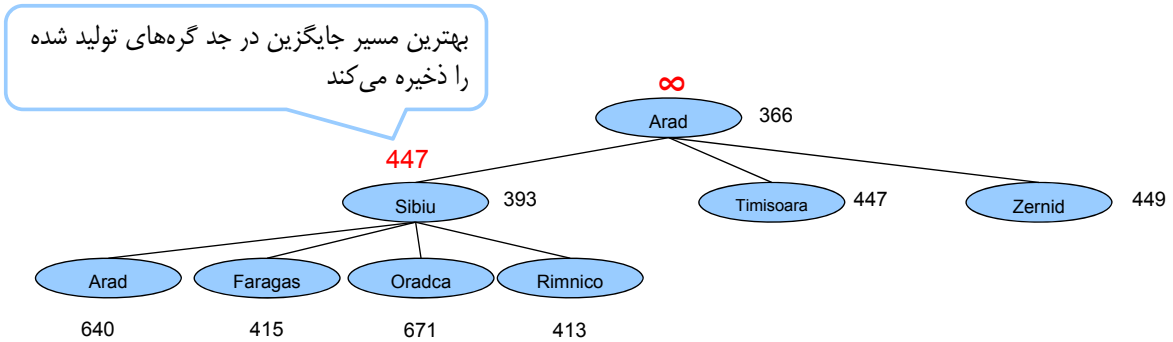 بهترین مسیر جایگزین در جد گره‌های تولید شده
را ذخیره می‌کند
∞
Arad 366
447
Sibiu 393 Timisoara 447 Zernid 449
Arad Faragas Oradca Rimnico
640 415 671 413